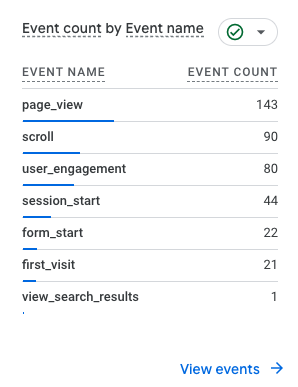 Event count by Event name
EVENT NAME EVENT COUNT
page_view 143
scroll 90
user_engagement 80
session_start 44
form_start 22
first_visit 21
view_search_results 1
View events